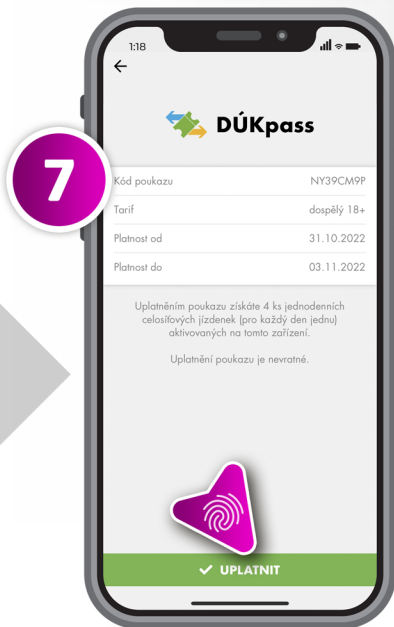 1:18
DÚKpass
7
Kód poukazu NY39CM9P
Tarif dospělý 18+
Platnost od 31.10.2022
Platnost do 03.11.2022
Uplatněním poukazu získáte 4 ks jednodenních
celosíťových jízdenek (pro každý den jednu)
aktivovaných na tomto zařízení.
Uplatnění poukazu je nevratné.
UPLATNIT